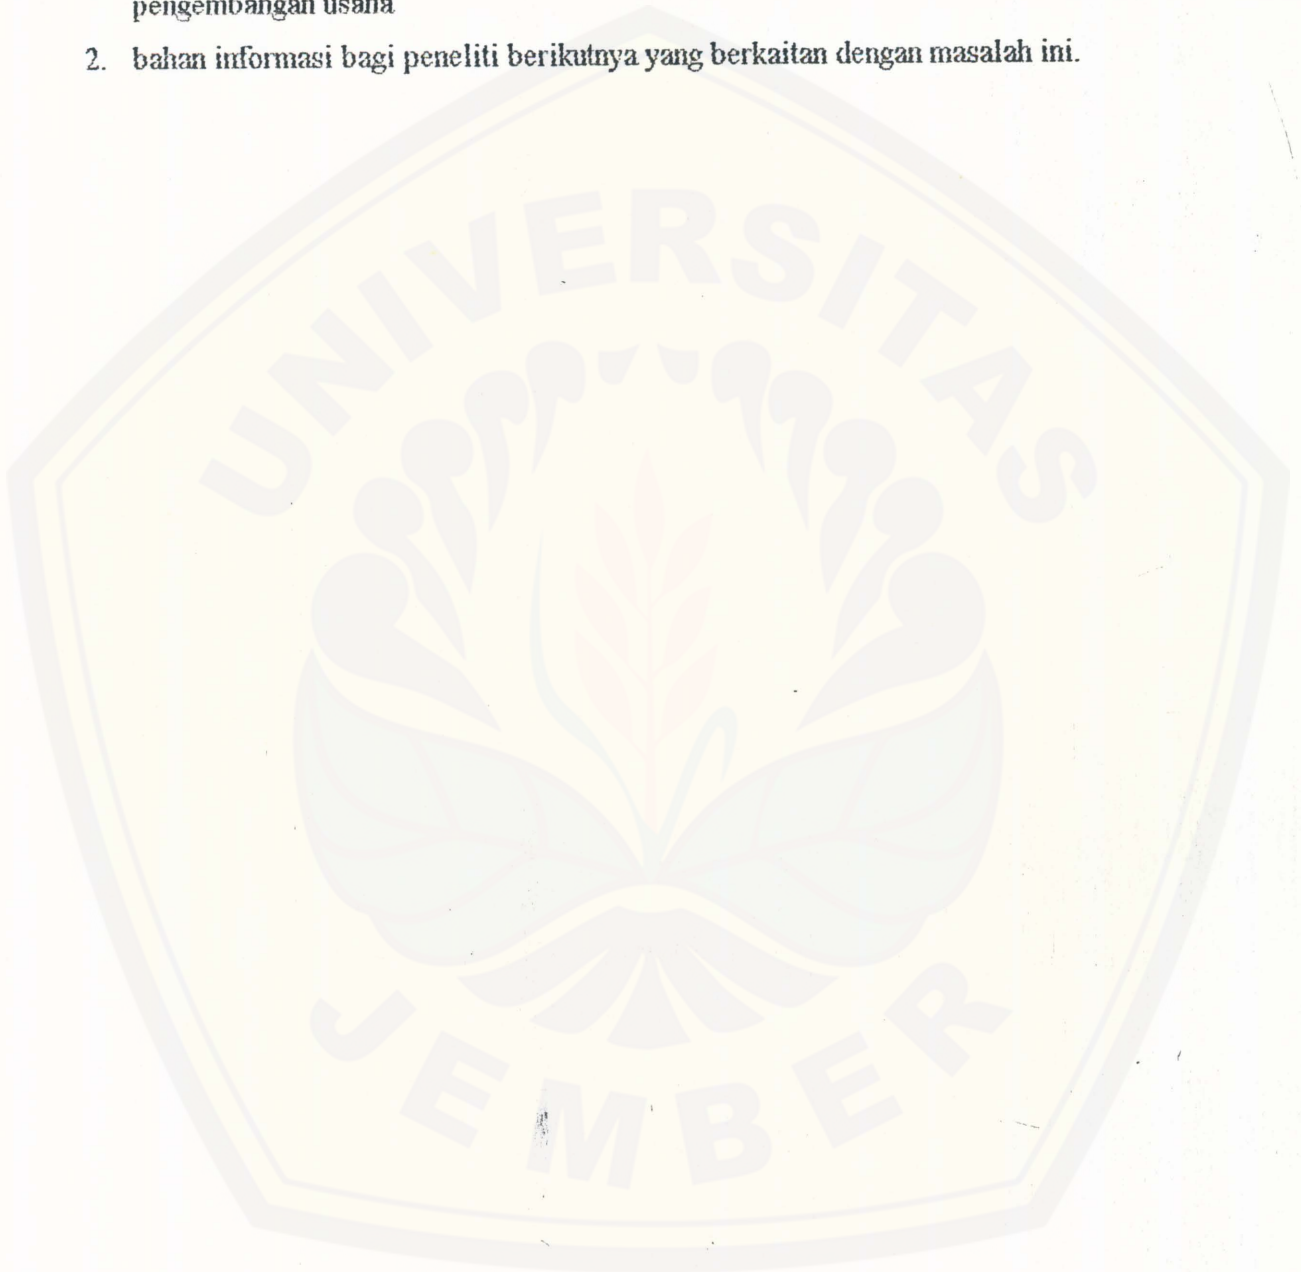 pengembangan usaha
2. bahan informasi bagi peneliti berikutnya yang berkaitan dengan masalah ini.
UNIVERSITAS
JEMBER